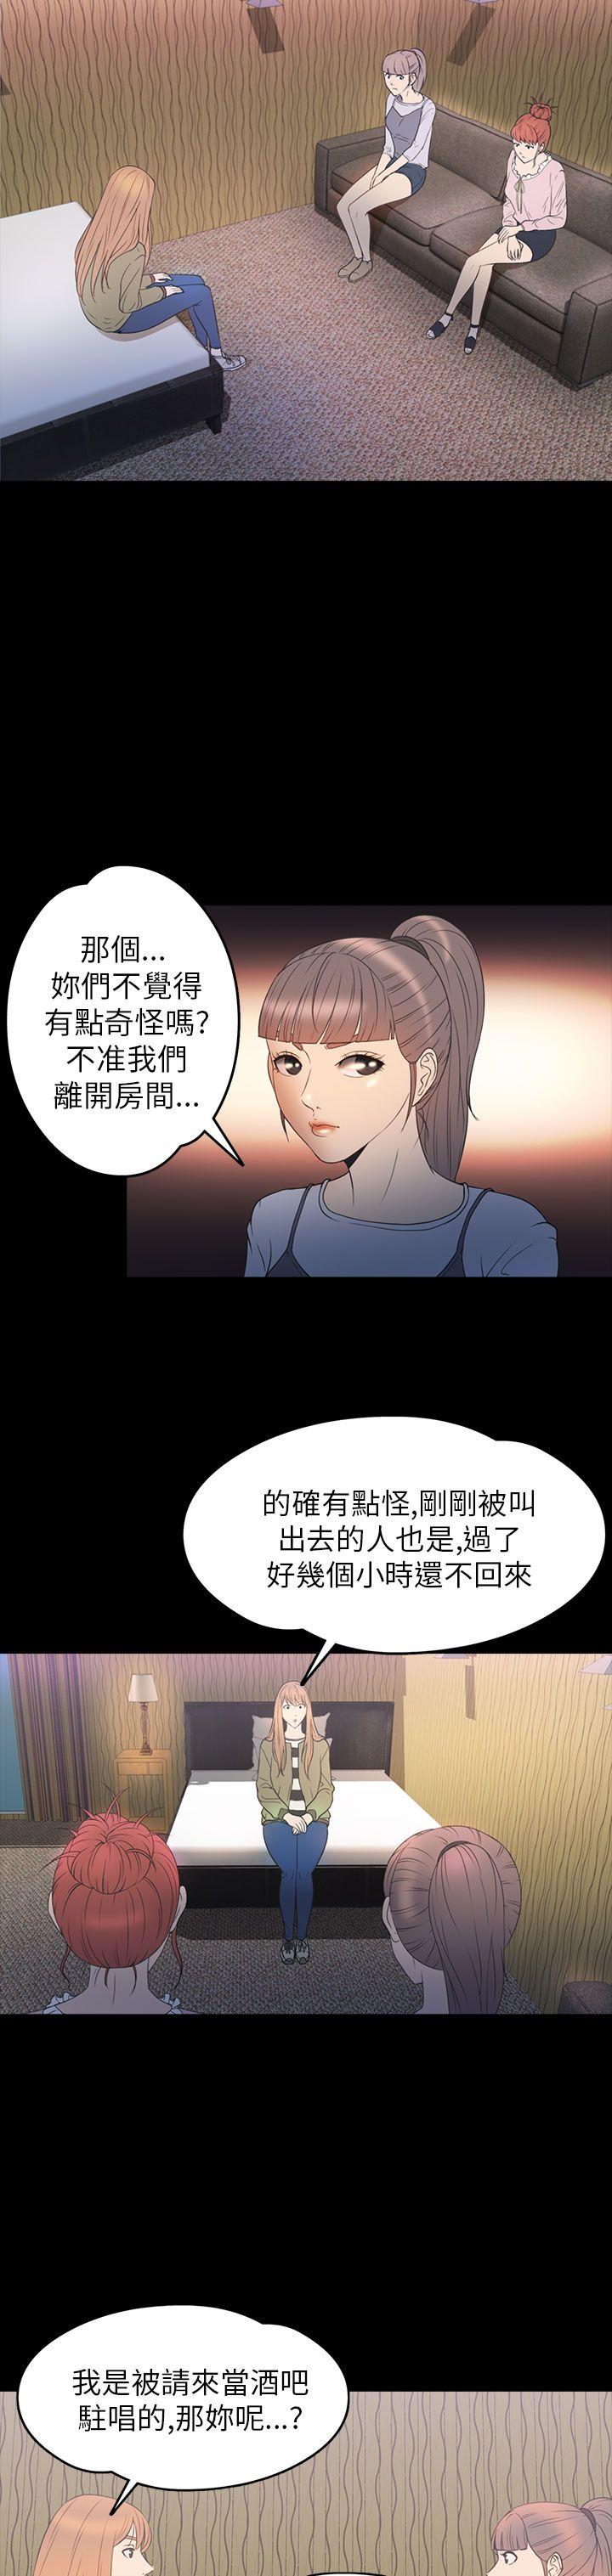 那個...
妳們不覺得
有點奇怪嗎?
不准我們
離開房間...
的確有點怪,剛剛被叫
出去的人也是,過了
好幾個小時還不回來
我是被請來當酒吧
駐唱的,那妳呢...?